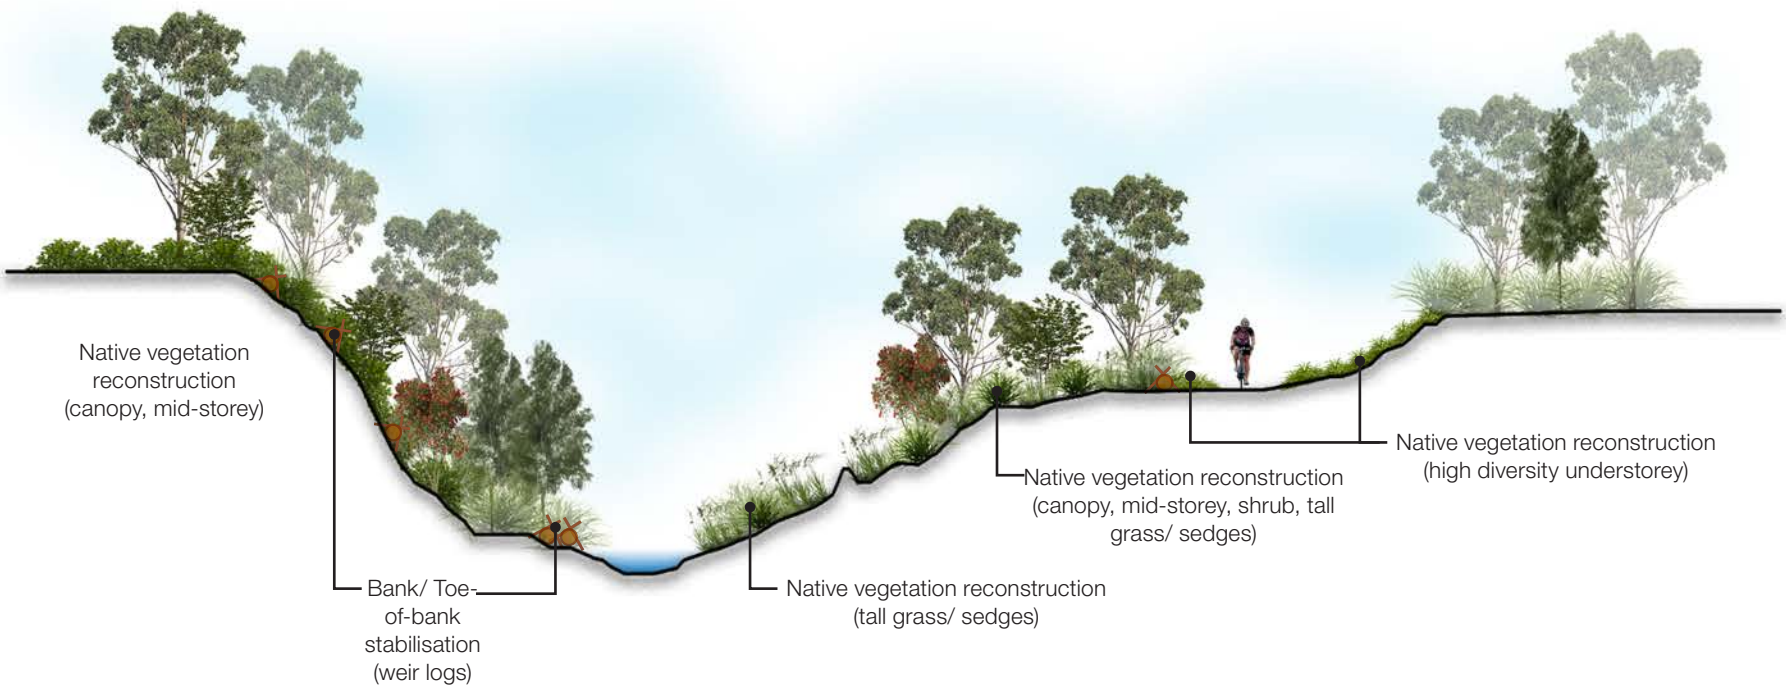 Native vegetation
reconstruction
(canopy, mid-storey)
Bank/ Toe-
of-bank
stabilisation
(weir logs)
Native vegetation reconstruction
(tall grass/ sedges)
Native vegetation reconstruction
(canopy, mid-storey, shrub, tall
grass/ sedges)
Native vegetation reconstruction
(high diversity understorey)